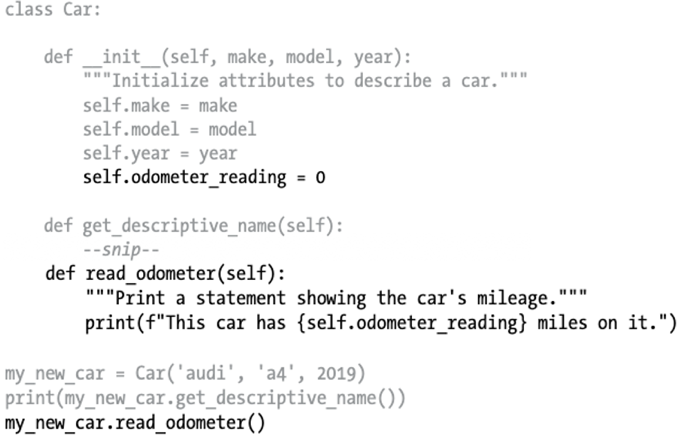 class Car:
    def __init__(self, make, model, year):
        """Initialize attributes to describe a car."""
        self.make = make
        self.model = model
        self.year = year
        self.odometer_reading = 0
    def get_descriptive_name(self):
        --snip--
    def read_odometer(self):
        """Print a statement showing the car's mileage."""
        print(f"This car has {self.odometer_reading} miles on it.")
my_new_car = Car('audi', 'a4', 2019)
print(my_new_car.get_descriptive_name())
my_new_car.read_odometer()